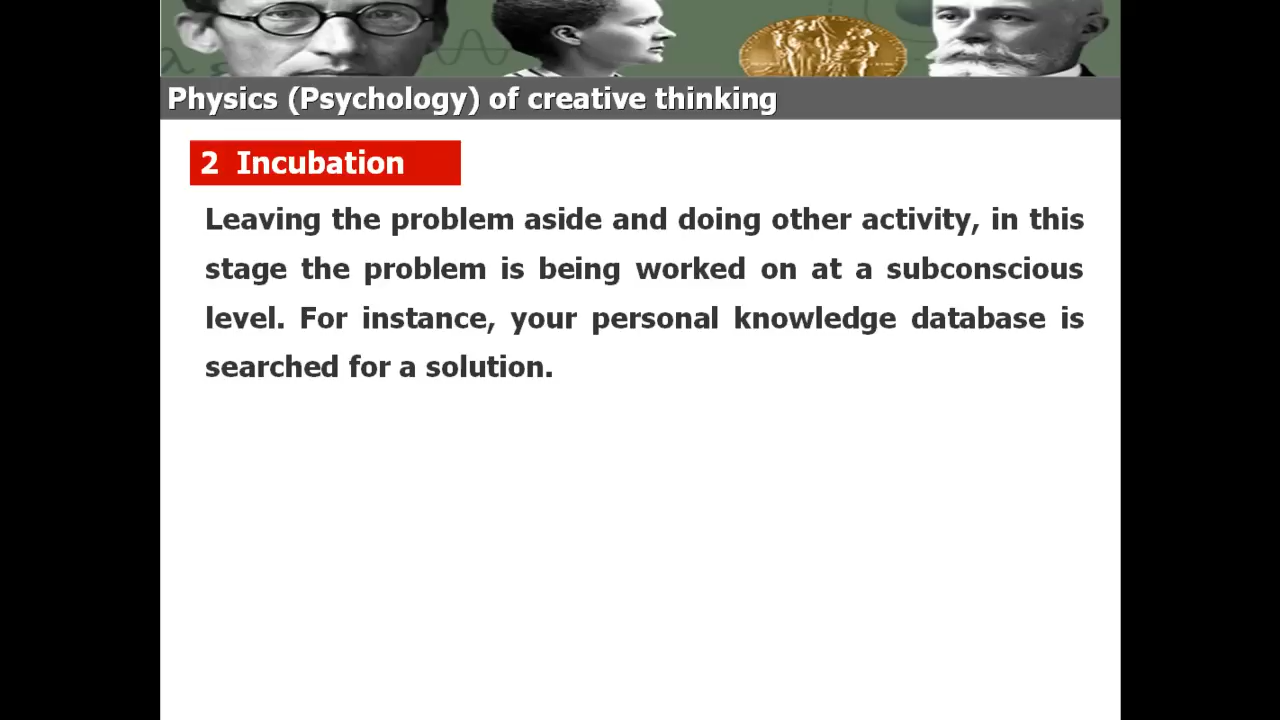 Physics (Psychology) of creative thinking
2 Incubation
Leaving the problem aside and doing other activity, in this
stage the problem is being worked on at a subconscious
level. For instance, your personal knowledge database is
searched for a solution.